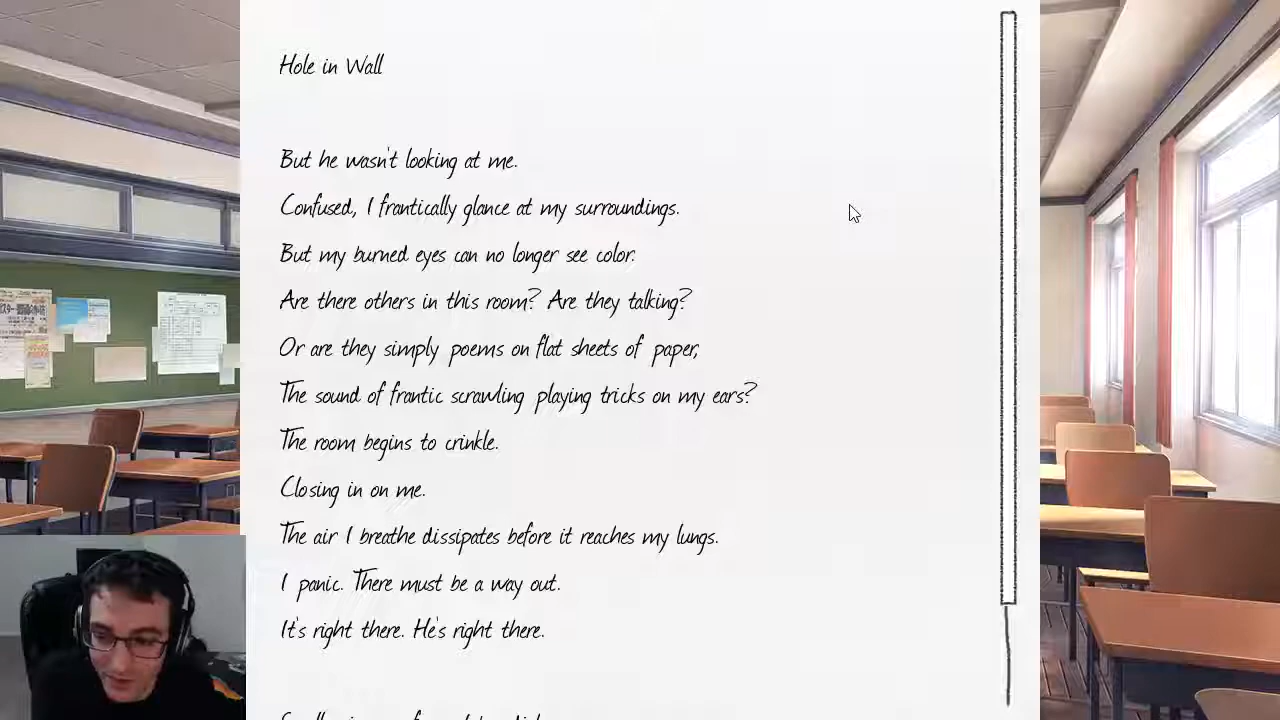 Hole in Wall
But he wasn't looking at me.
Confused, I frantically glance at my surroundings.
But my burned eyes can no longer see color.
Are there others in this room? Are they talking?
Or are they simply poems on flat sheets of paper,
The sound of frantic scrawling playing tricks on my ears?
The room begins to crinkle.
Closing in on me.
The air I breathe dissipates before it reaches my lungs.
I panic. There must be a way out.
It's right there. He's right there.